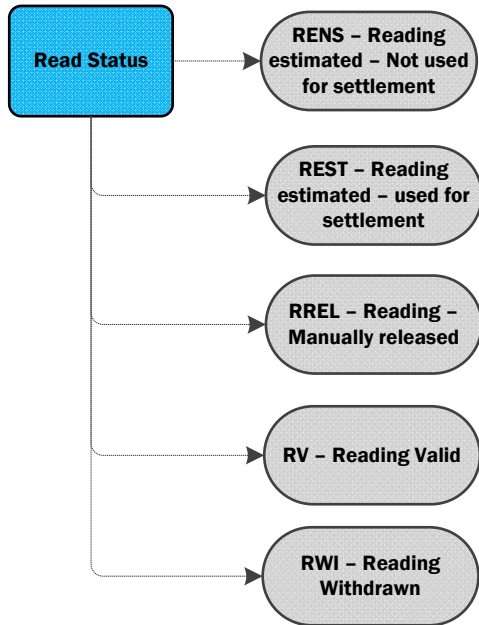 Read Status
RENS – Reading
estimated – Not used
for settlement
REST – Reading
estimated – used for
settlement
RREL – Reading –
Manually released
RV – Reading Valid
RWI – Reading
Withdrawn